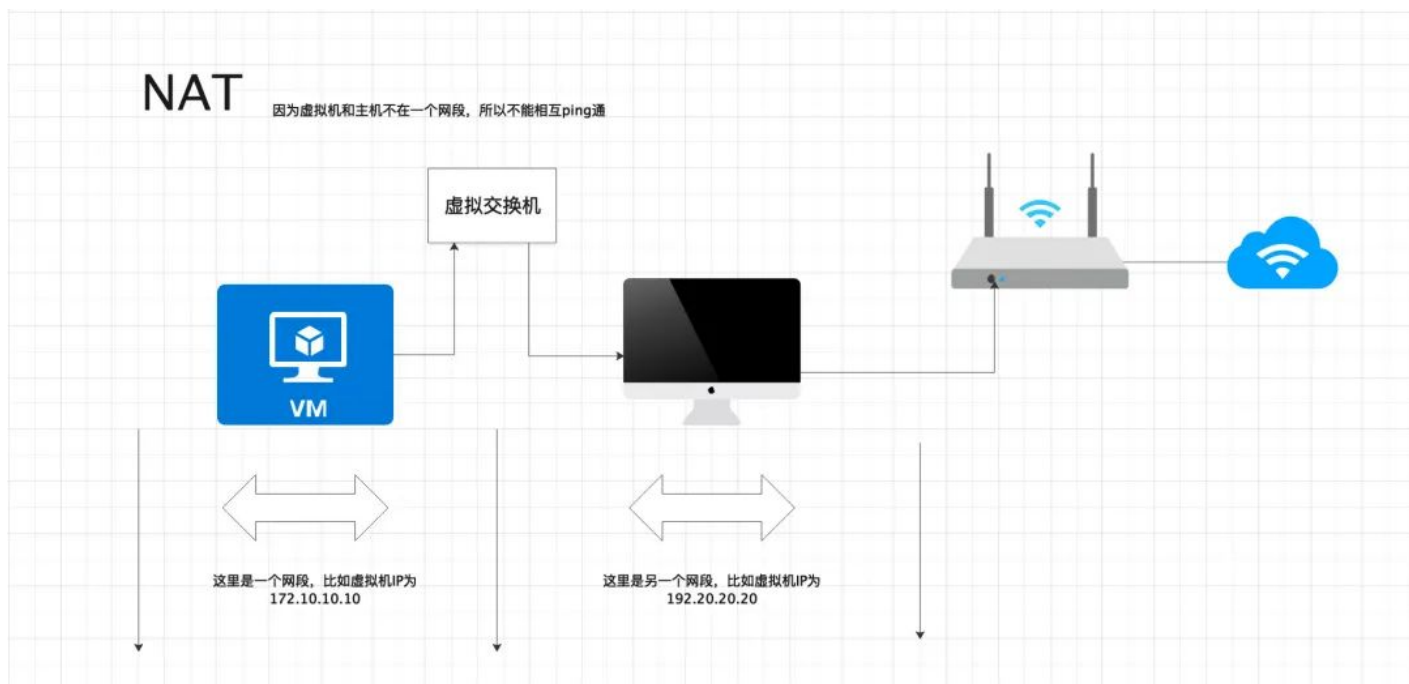 NAT
因为虚拟机和主机不在一个网段，所以不能相互ping通
虚拟交换机
VM
这里是一个网段，比如虚拟机IP为
172.10.10.10
这里是另一个网段，比如虚拟机IP为
192.20.20.20